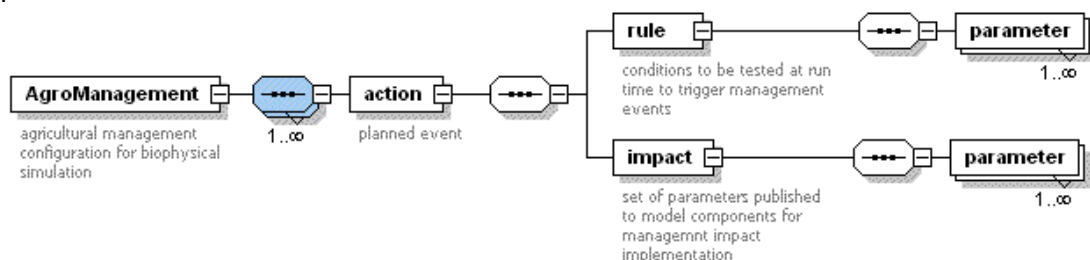 rule
parameter
1..∞
conditions to be tested at run
time to trigger management
events
AgroManagement
1..∞
action
agricultural management
configuration for biophysical
simulation
planned event
impact
parameter
1..∞
set of parameters published
to model components for
managemnt impact
implementation